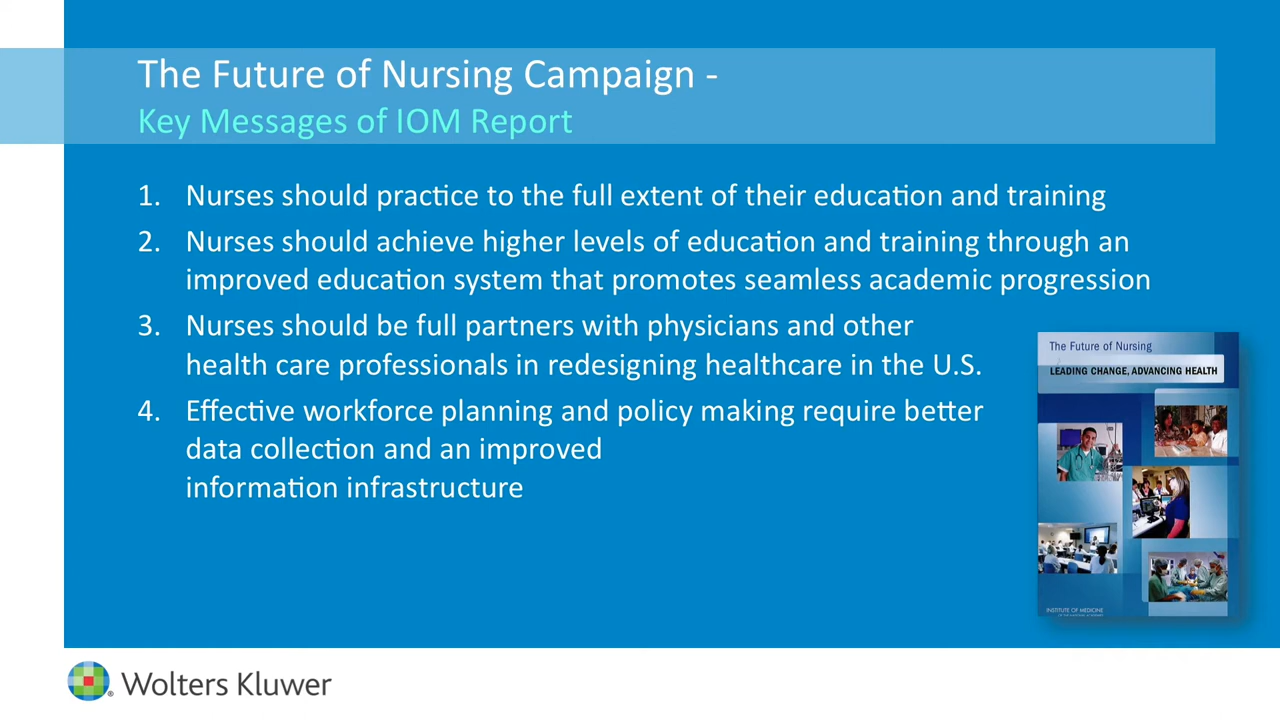 The Future of Nursing Campaign -
Key Messages of IOM Report
1. Nurses should practice to the full extent of their education and training
2. Nurses should achieve higher levels of education and training through an
improved education system that promotes seamless academic progression
3. Nurses should be full partners with physicians and other
health care professionals in redesigning healthcare in the U.S.
4. Effective workforce planning and policy making require better
data collection and an improved
information infrastructure
The Future of Nursing
LEADING CHANGE, ADVANCING HEALTH
INSTITUTE OF MEDICINE
OF THE NATIONAL ACADEMIES
Wolters Kluwer